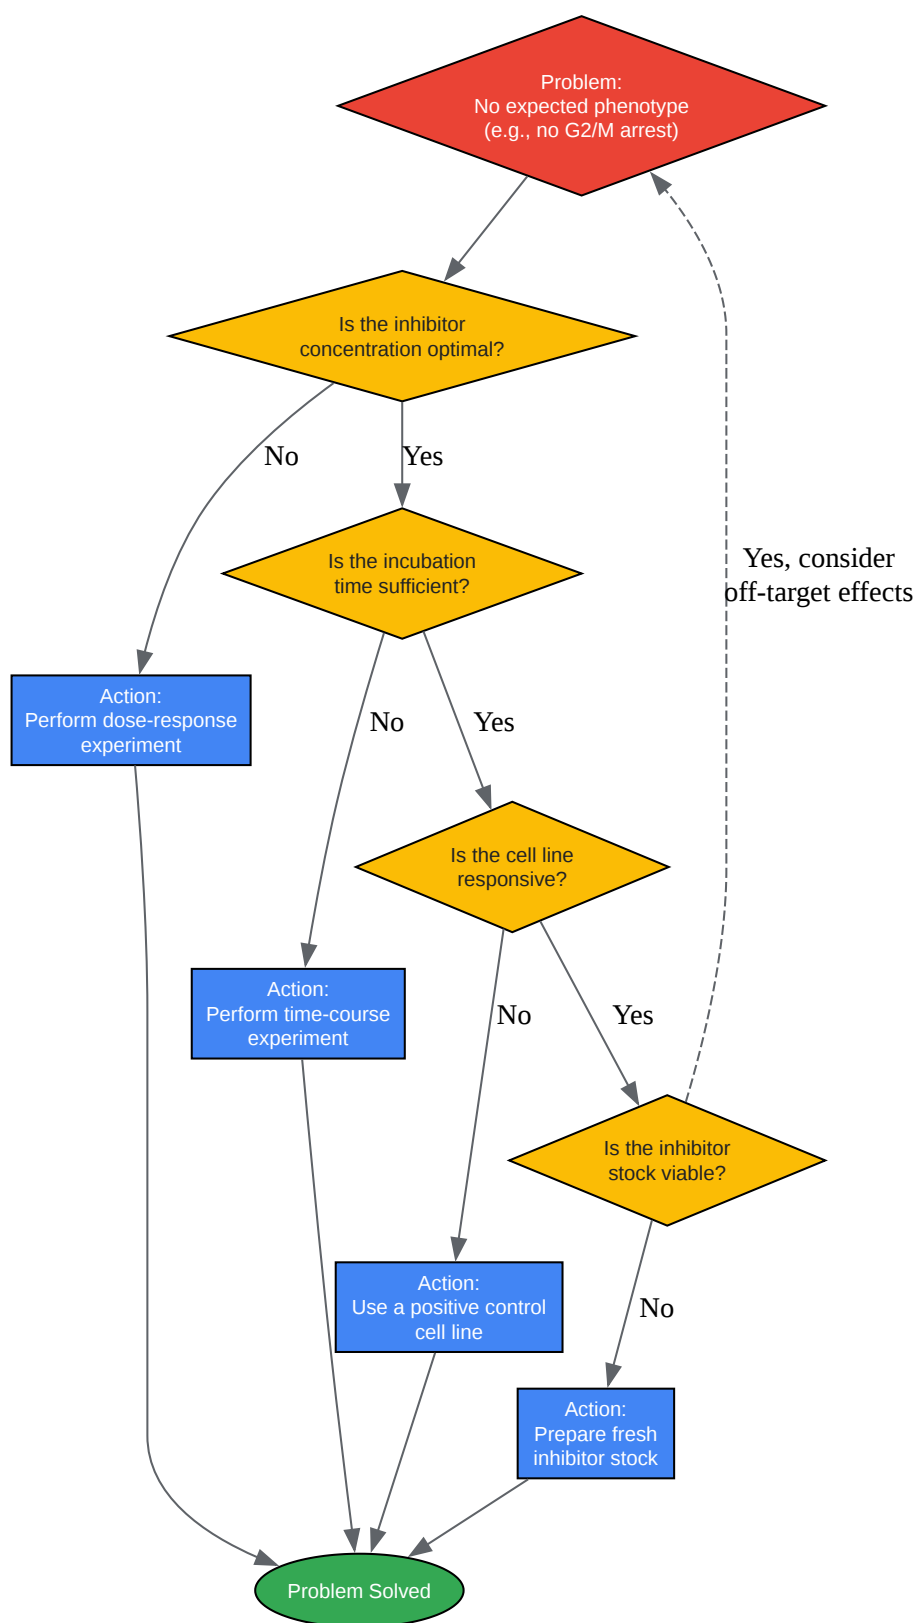 Problem:
No expected phenotype
(e.g., no G2/M arrest)
Is the inhibitor
concentration optimal?
No
Yes
Is the incubation
time sufficient?
Yes, consider
off-target effects
Action:
Perform dose-response
experiment
No
Yes
Is the cell line
responsive?
Action:
Perform time-course
experiment
No
Yes
Is the inhibitor
stock viable?
Action:
Use a positive control
cell line
No
Action:
Prepare fresh
inhibitor stock
Problem Solved